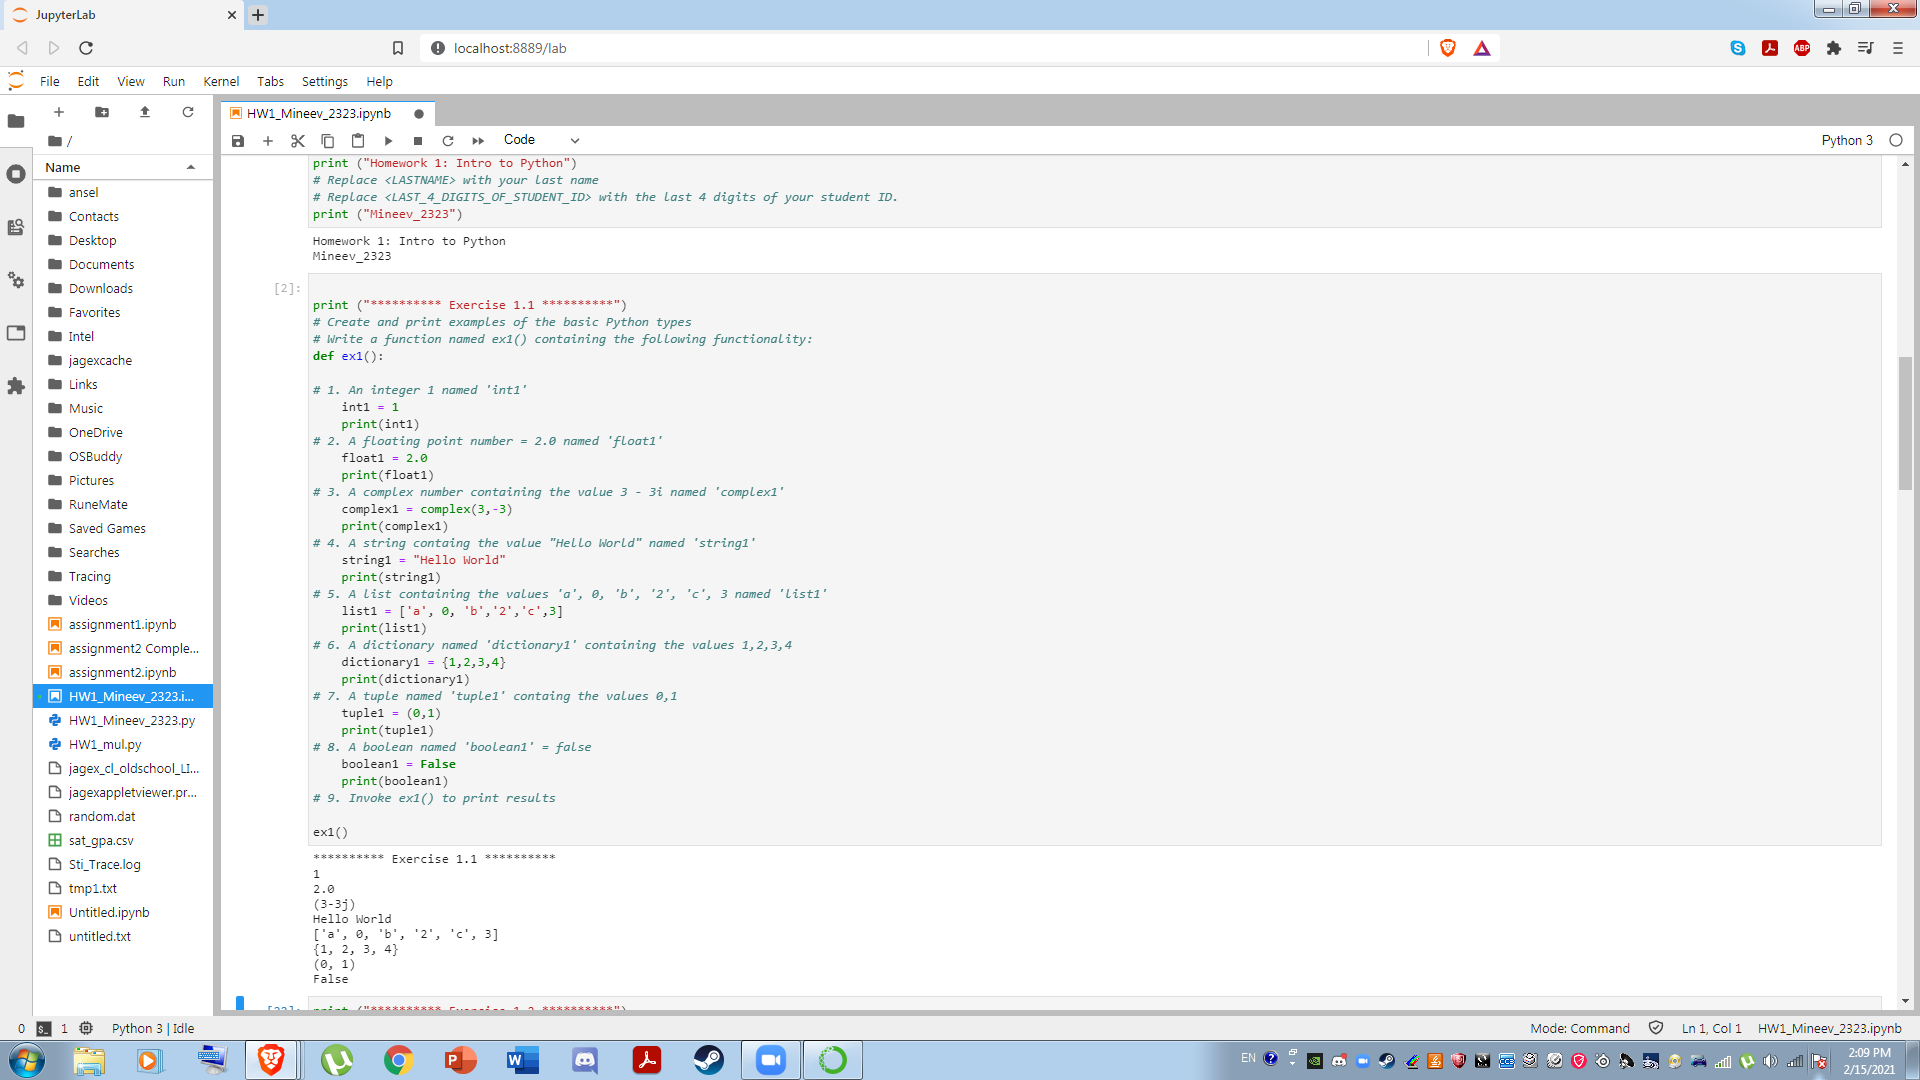 JupyterLab
localhost:8889/lab
ABP
File Edit View Run Kernel Tabs Settings Help
HW1_Mineev_2323.ipynb
Code
Python 3
/
Name
ansel
Contacts
Desktop
Documents
Downloads
Favorites
Intel
jagexcache
Links
Music
OneDrive
OSBuddy
Pictures
RuneMate
Saved Games
Searches
Tracing
Videos
assignment1.ipynb
assignment2 Comple...
assignment2.ipynb
HW1_Mineev_2323.i...
HW1_Mineev_2323.py
HW1_mul.py
jagex_cl_oldschool_LI...
jagexappletviewer.pr...
random.dat
sat_gpa.csv
Sti_Trace.log
tmp1.txt
Untitled.ipynb
untitled.txt
print ("Homework 1: Intro to Python")
# Replace <LASTNAME> with your last name
# Replace <LAST_4_DIGITS_OF_STUDENT_ID> with the last 4 digits of your student ID.
print ("Mineev_2323")
Homework 1: Intro to Python
Mineev_2323
[2]:
print ("********** Exercise 1.1 **********")
# Create and print examples of the basic Python types
# Write a function named ex1() containing the following functionality:
def ex1():
# 1. An integer 1 named 'int1'
int1 = 1
print(int1)
# 2. A floating point number = 2.0 named 'float1'
float1 = 2.0
print(float1)
# 3. A complex number containing the value 3 - 3i named 'complex1'
complex1 = complex(3,-3)
print(complex1)
# 4. A string containg the value "Hello World" named 'string1'
string1 = "Hello World"
print(string1)
# 5. A list containing the values 'a', 0, 'b', '2', 'c', 3 named 'list1'
list1 = ['a', 0, 'b','2','c',3]
print(list1)
# 6. A dictionary named 'dictionary1' containing the values 1,2,3,4
dictionary1 = {1,2,3,4}
print(dictionary1)
# 7. A tuple named 'tuple1' containg the values 0,1
tuple1 = (0,1)
print(tuple1)
# 8. A boolean named 'boolean1' = false
boolean1 = False
print(boolean1)
# 9. Invoke ex1() to print results
ex1()
********** Exercise 1.1 **********
1
2.0
(3-3j)
Hello World
['a', 0, 'b', '2', 'c', 3]
{1, 2, 3, 4}
(0, 1)
False
0 1 Python 3 | Idle
Mode: Command Ln 1, Col 1 HW1_Mineev_2323.ipynb
EN
2:09 PM
2/15/2021